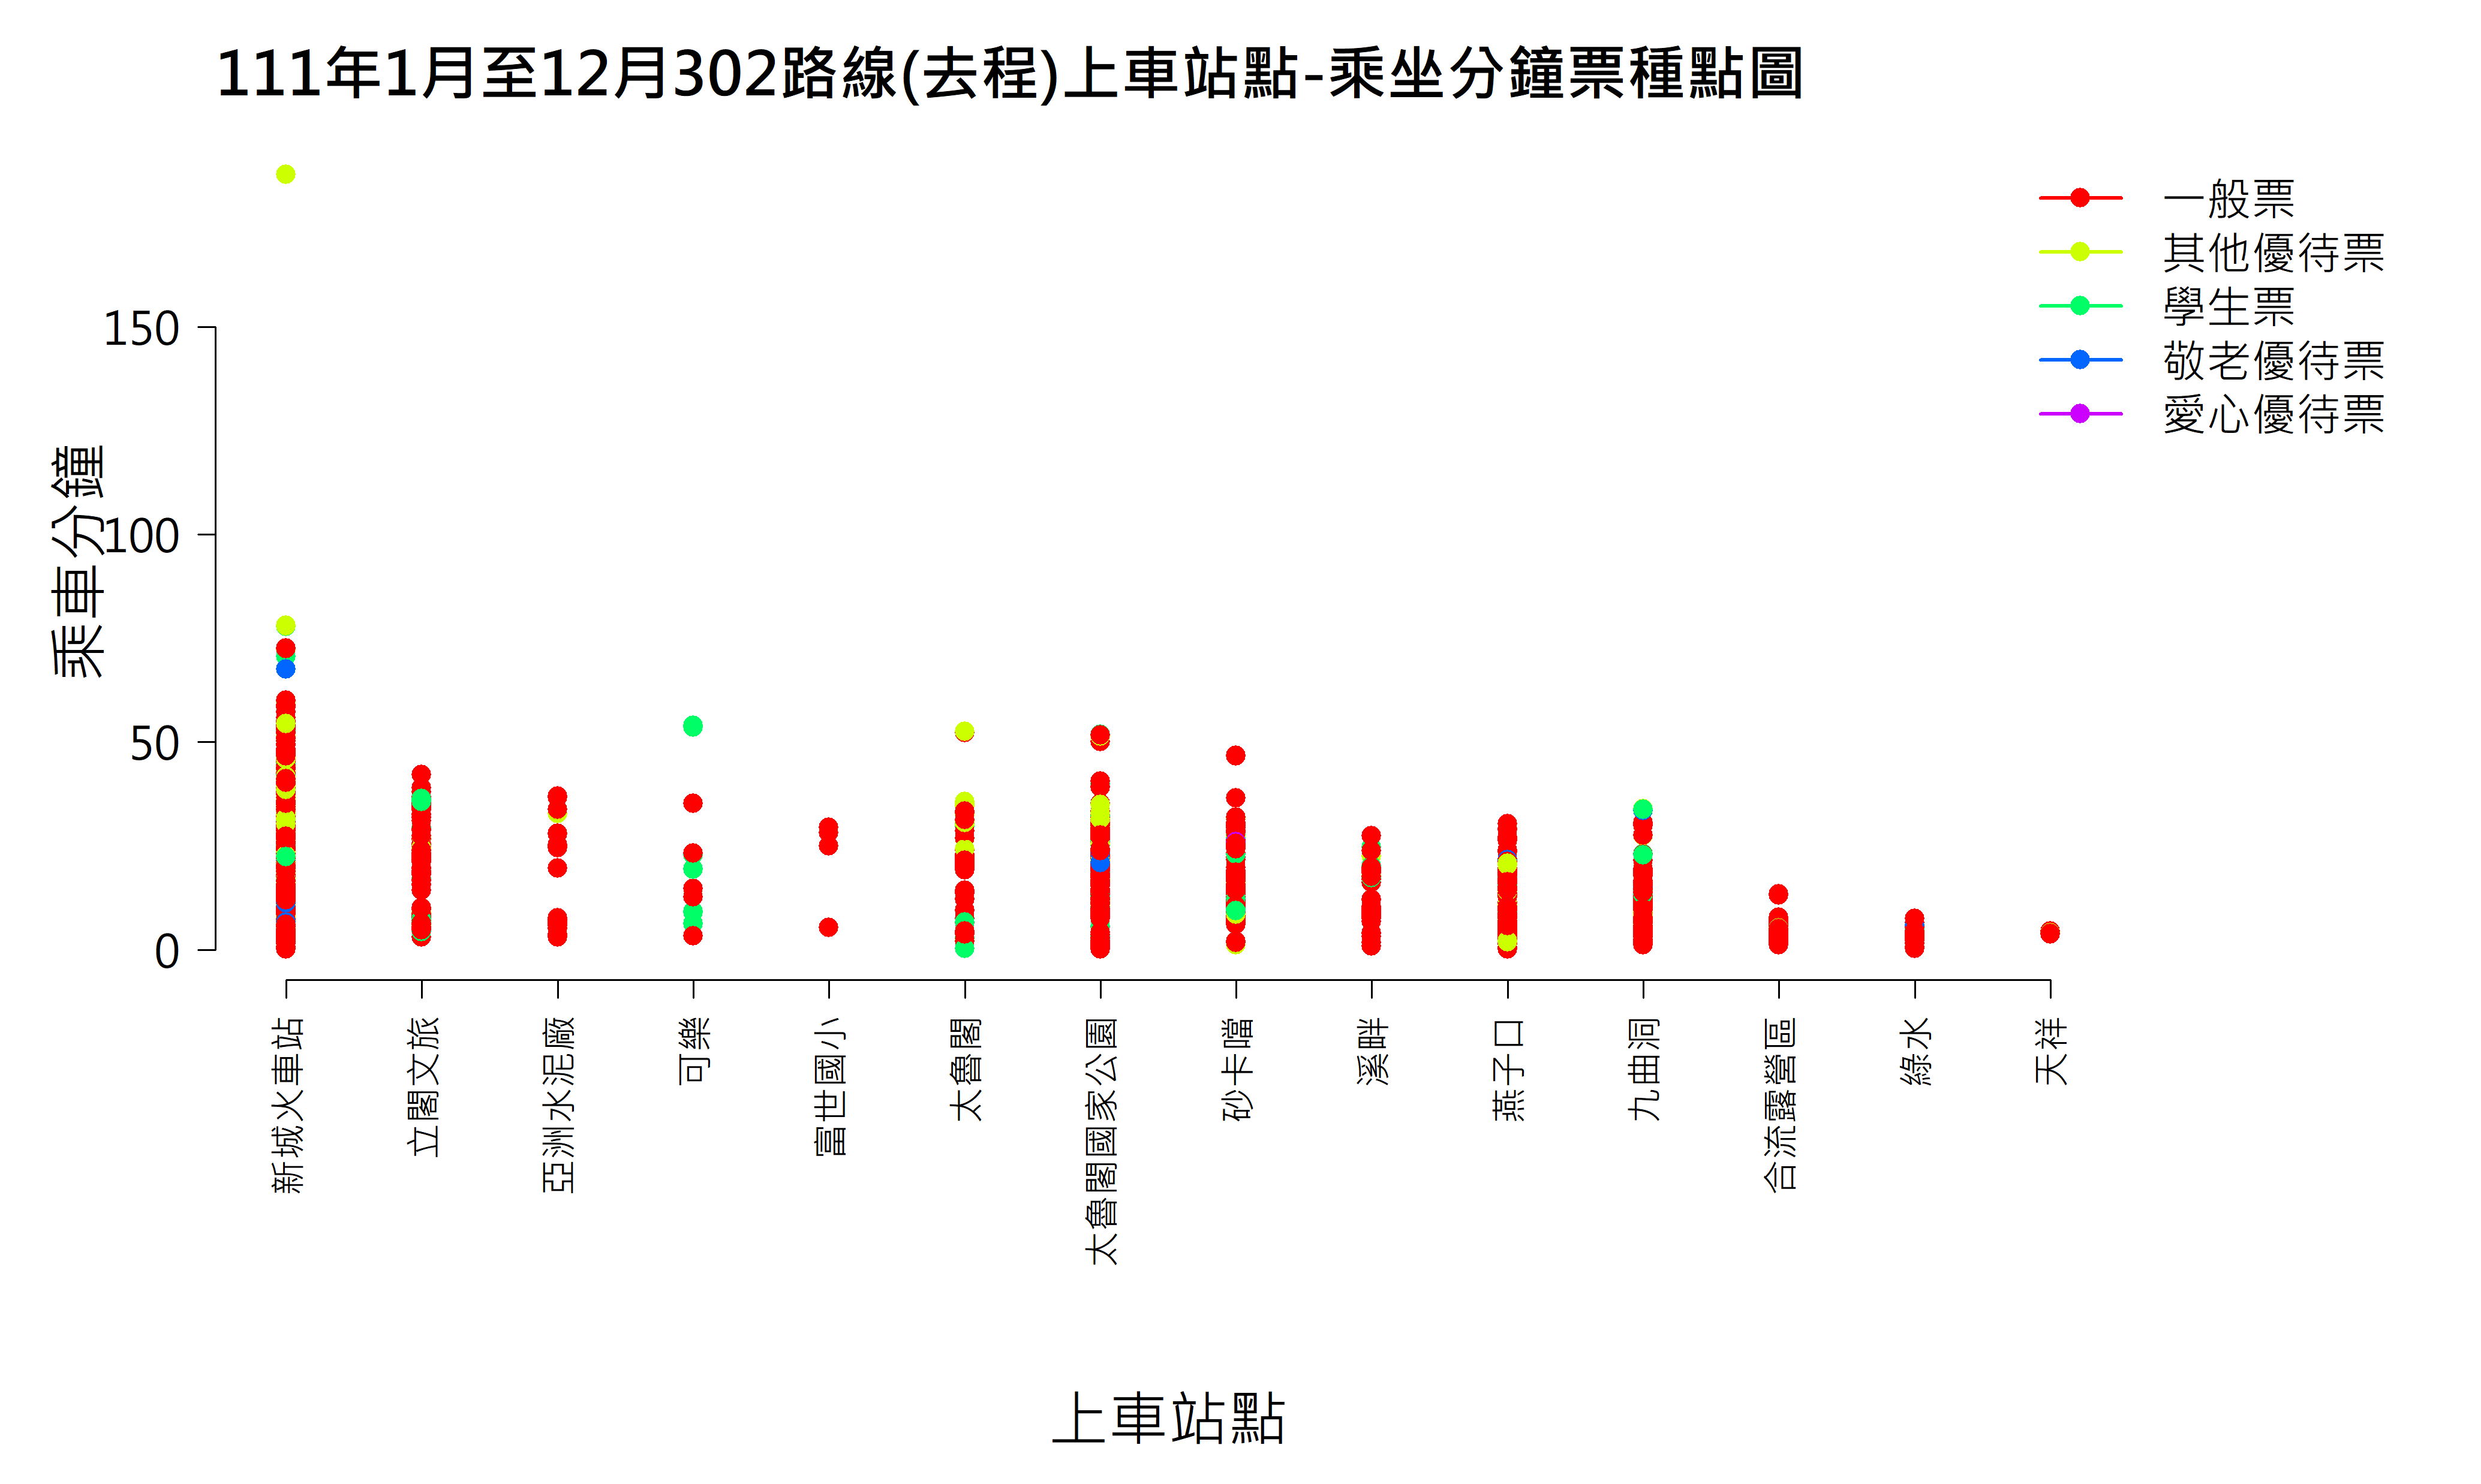 111年1月至12月302路線(去程)上車站點-乘坐分鐘票種點圖
一般票
其他優待票
學生票
敬老優待票
愛心優待票
乘車分鐘
150
100
50
0
新城火車站
立閣文旅
亞洲水泥廠
可樂
富世國小
太魯閣
太魯閣國家公園
砂卡噹
溪畔
燕子口
九曲洞
合流露營區
綠水
天祥
上車站點